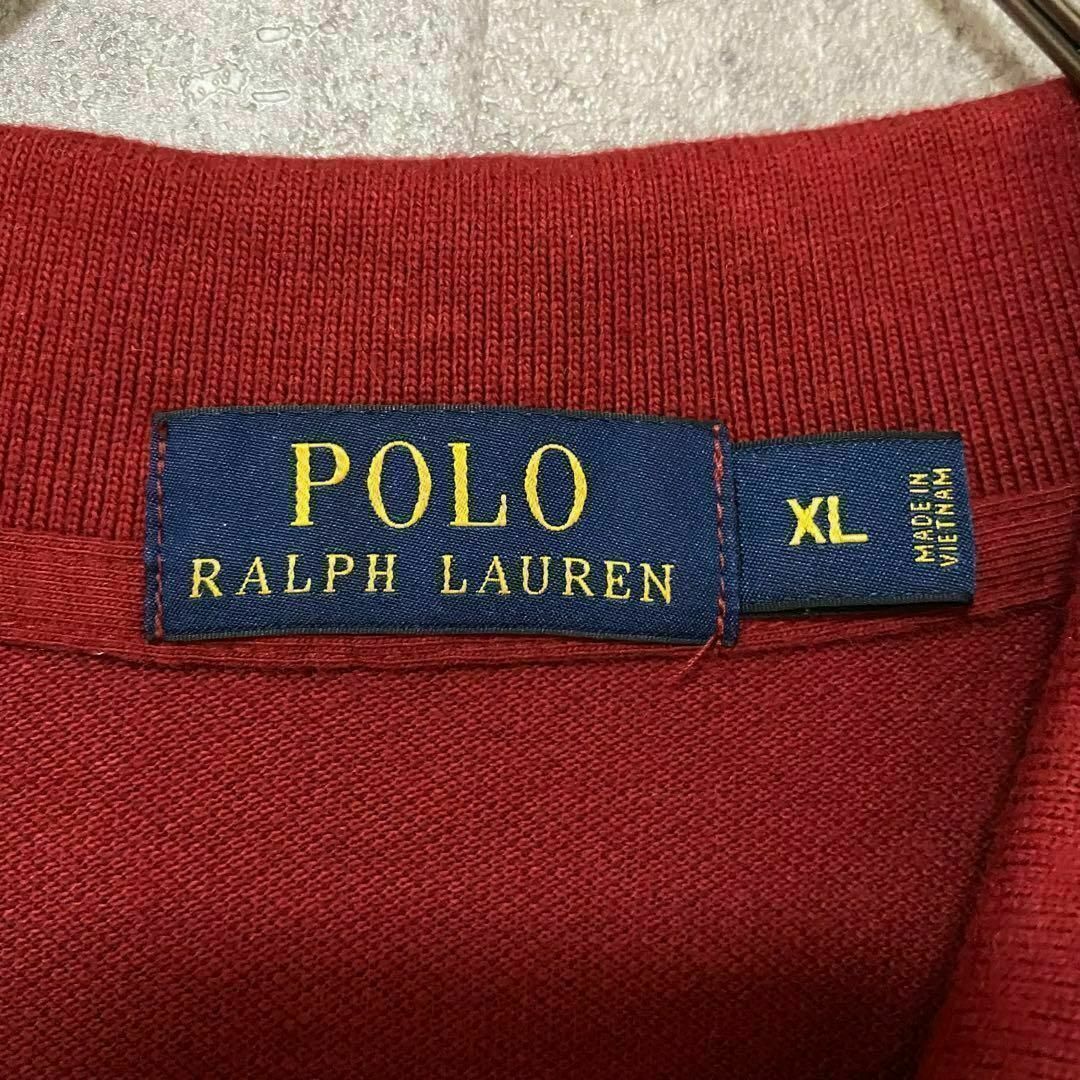 POLO
RALPH LAUREN
XL
MADE IN
VIETNAM